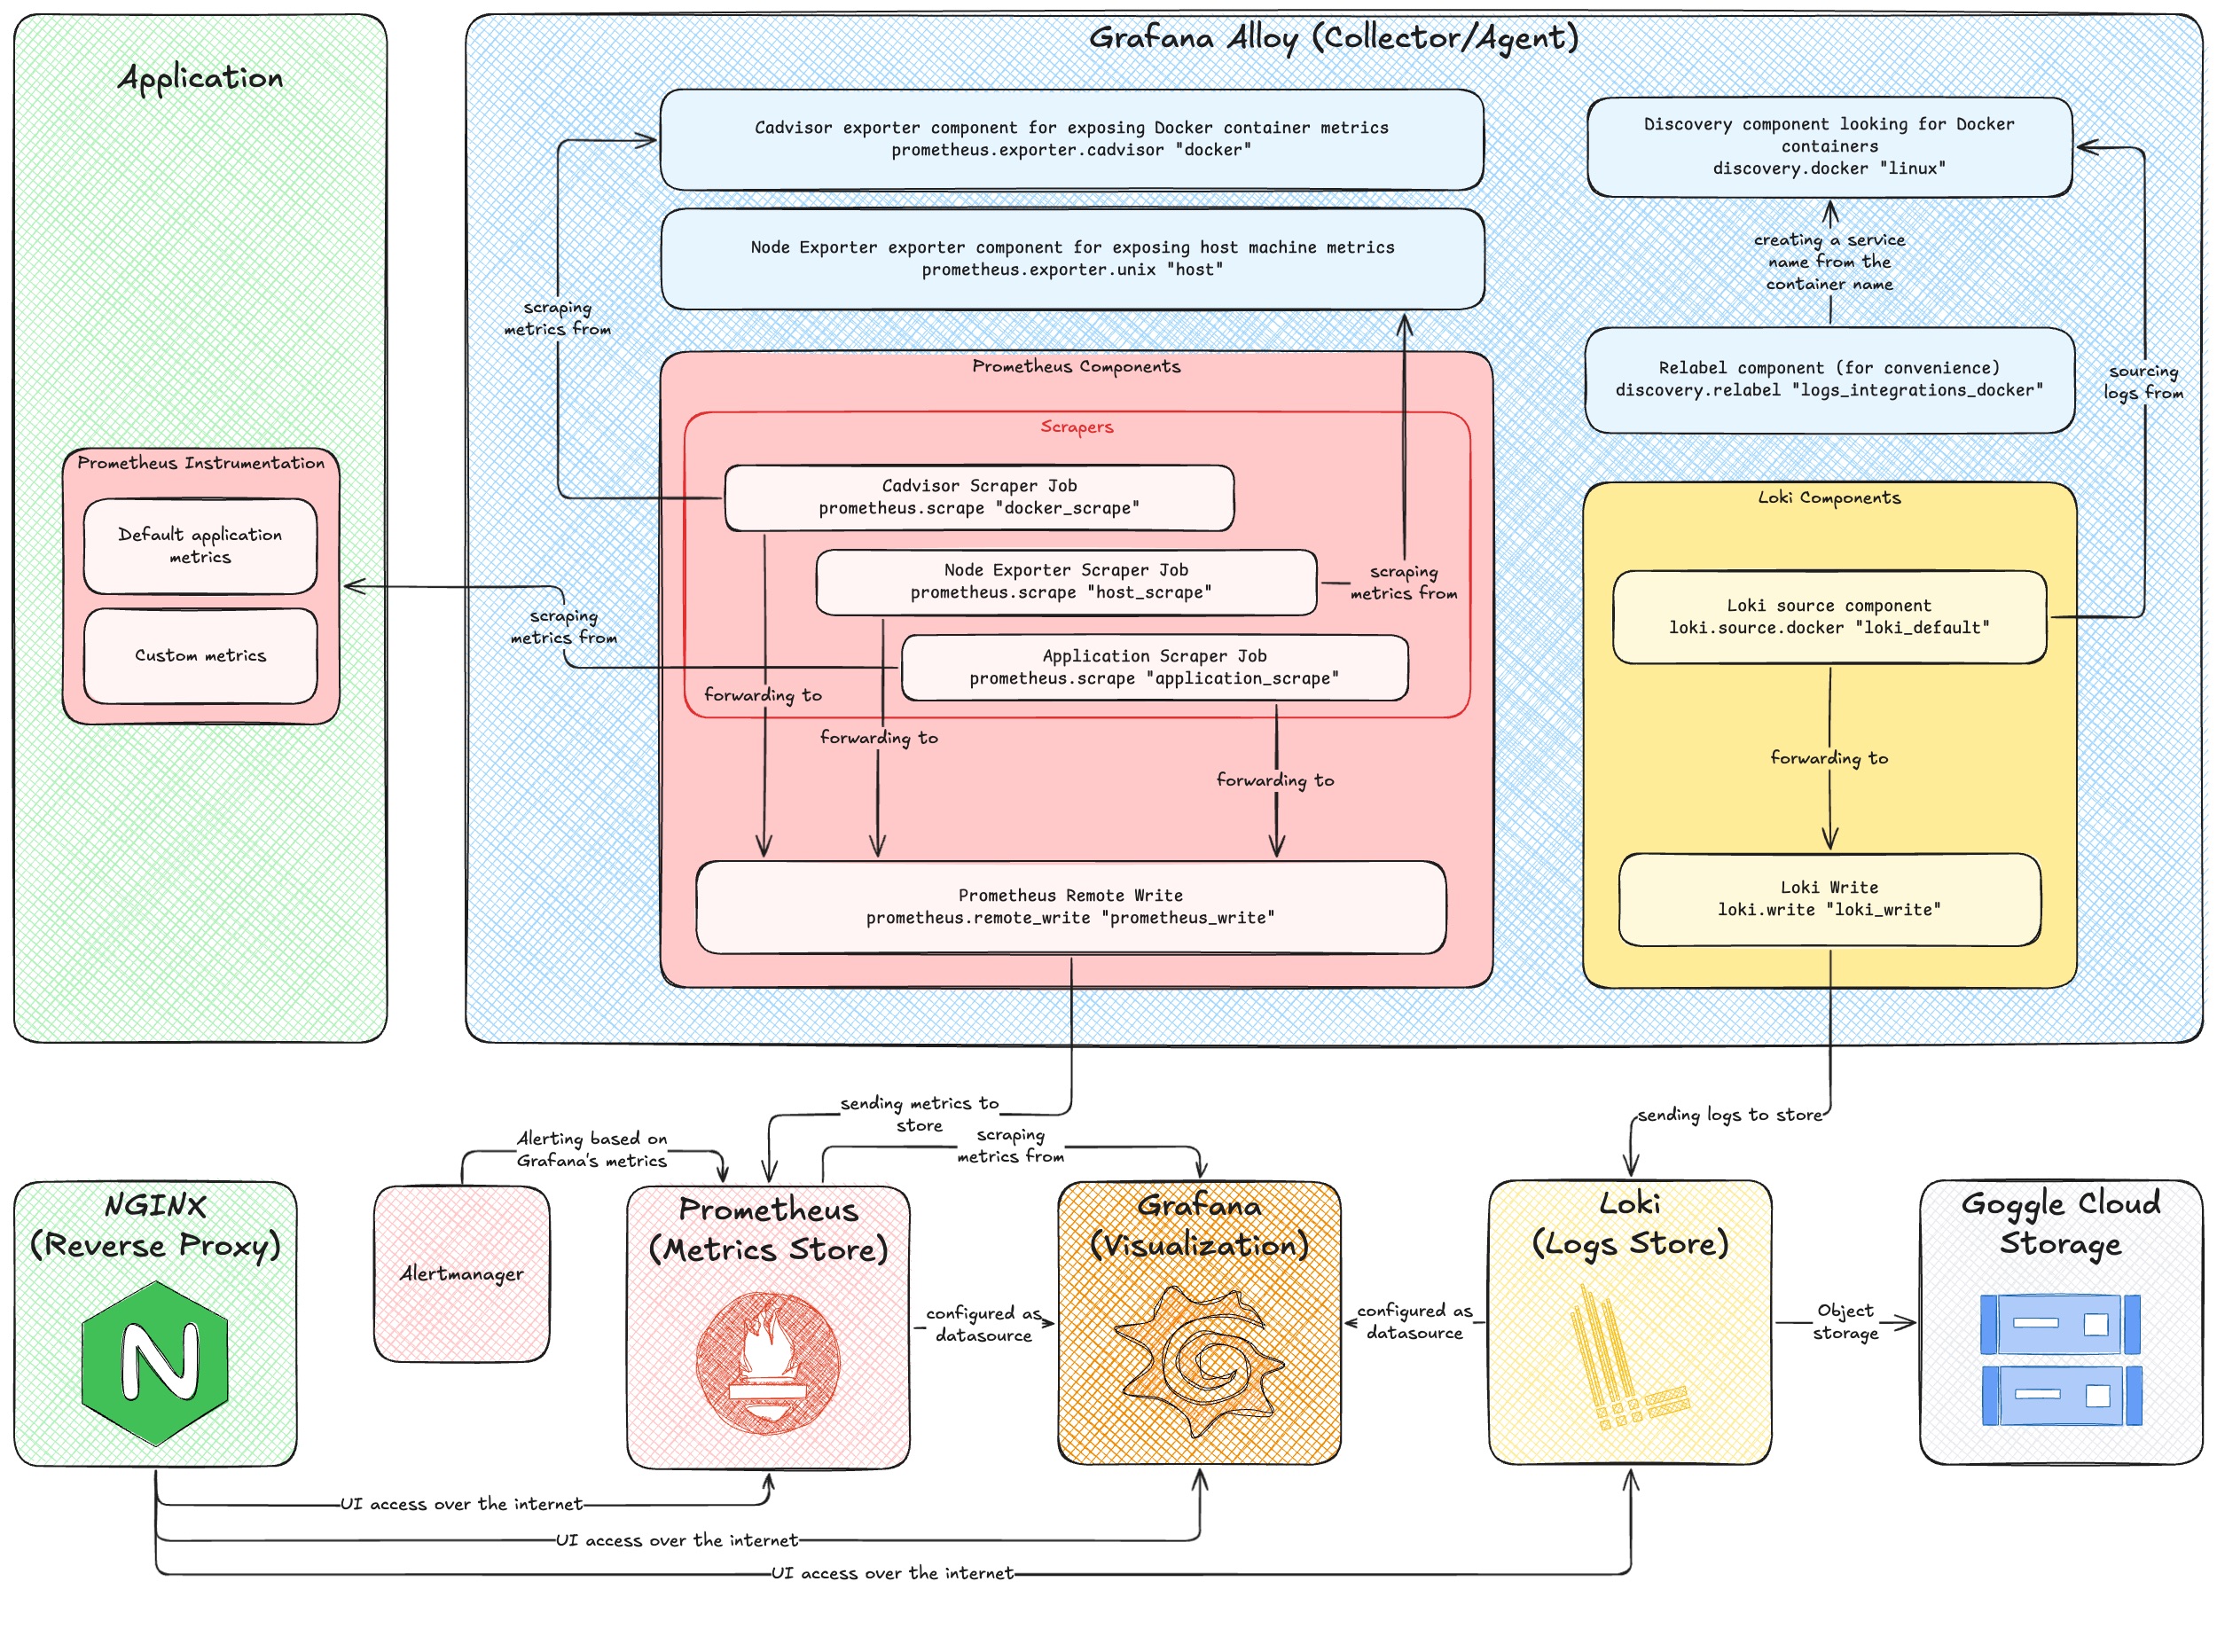 Application
Prometheus Instrumentation
Default application
metrics
Custom metrics
Grafana Alloy (Collector/Agent)
Cadvisor exporter component for exposing Docker container metrics
prometheus.exporter.cadvisor "docker"
Node Exporter exporter component for exposing host machine metrics
prometheus.exporter.unix "host"
scraping
metrics from
Prometheus Components
Scrapers
Cadvisor Scraper Job
prometheus.scrape "docker_scrape"
Node Exporter Scraper Job
prometheus.scrape "host_scrape"
scraping
metrics from
Application Scraper Job
prometheus.scrape "application_scrape"
scraping
metrics from
forwarding to
forwarding to
forwarding to
Prometheus Remote Write
prometheus.remote_write "prometheus_write"
Discovery component looking for Docker
containers
discovery.docker "linux"
creating a service
name from the
container name
Relabel component (for convenience)
discovery.relabel "logs_integrations_docker"
sourcing
logs from
Loki Components
Loki source component
loki.source.docker "loki_default"
forwarding to
Loki Write
loki.write "loki_write"
sending metrics to
store
sending logs to store
Alerting based on
Grafana's metrics
scraping
metrics from
NGINX
(Reverse Proxy)
N
Alertmanager
Prometheus
(Metrics Store)
configured as
datasource
Grafana
(Visualization)
configured as
datasource
Loki
(Logs Store)
Object
storage
Goggle Cloud
Storage
UI access over the internet
UI access over the internet
UI access over the internet